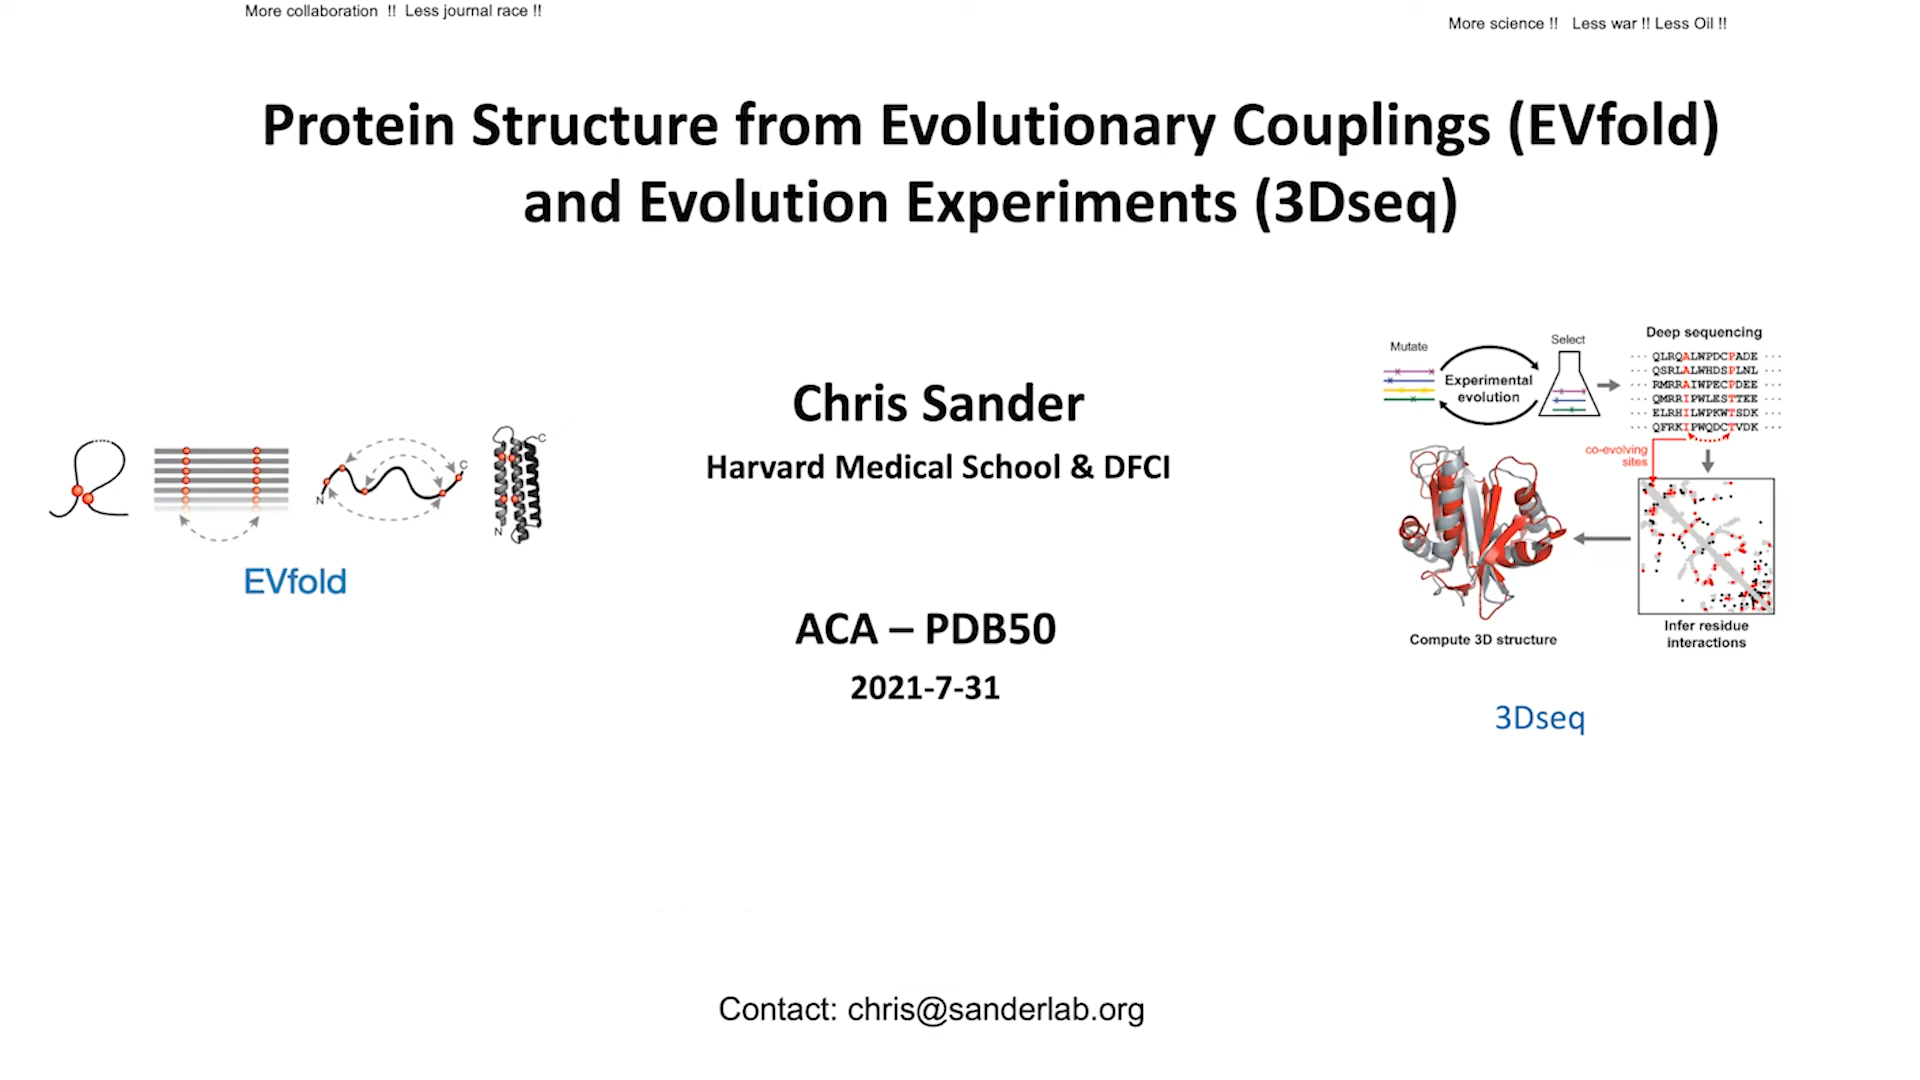 More collaboration !! Less journal race !!
More science !! Less war !! Less Oil !!
Protein Structure from Evolutionary Couplings (EVfold)
and Evolution Experiments (3Dseq)
Chris Sander
Harvard Medical School & DFCI
ACA – PDB50
2021-7-31
N
C
N
C
EVfold
Mutate
Experimental
evolution
Select
Deep sequencing
··· QLRQALWPDCPADE ···
··· QSRLALWHDSPLNL ···
··· RMRRAIWPECPDEE ···
··· QMRRIPWLESTTEE ···
··· ELRHILWPKWTSDK ···
··· QFRKIPWQDCTVDK ···
co-evolving
sites
Infer residue
interactions
Compute 3D structure
3Dseq
Contact: chris@sanderlab.org